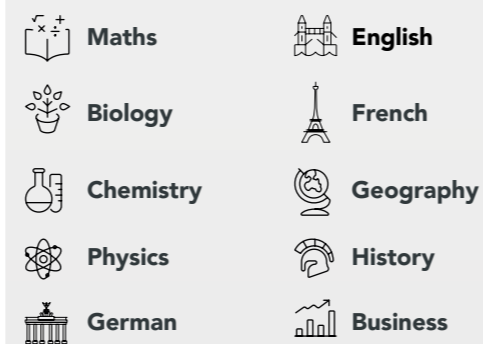 Maths
English
Biology
French
Chemistry
Geography
Physics
History
German
Business